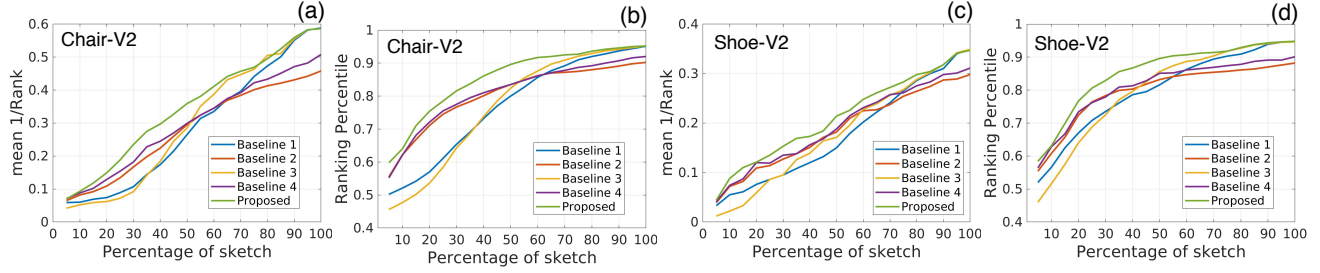 (a)
Chair-V2
mean 1/Rank
0.6
0.5
0.4
0.3
0.2
0.1
0
Baseline 1
Baseline 2
Baseline 3
Baseline 4
Proposed
0 10 20 30 40 50 60 70 80 90 100
Percentage of sketch
(b)
Chair-V2
Ranking Percentile
1
0.9
0.8
0.7
0.6
0.5
0.4
Baseline 1
Baseline 2
Baseline 3
Baseline 4
Proposed
10 20 30 40 50 60 70 80 90 100
Percentage of sketch
(c)
Shoe-V2
mean 1/Rank
0.4
0.3
0.2
0.1
0
Baseline 1
Baseline 2
Baseline 3
Baseline 4
Proposed
0 10 20 30 40 50 60 70 80 90 100
Percentage of sketch
(d)
Shoe-V2
Ranking Percentile
1
0.9
0.8
0.7
0.6
0.5
0.4
Baseline 1
Baseline 2
Baseline 3
Baseline 4
Proposed
0 10 20 30 40 50 60 70 80 90 100
Percentage of sketch